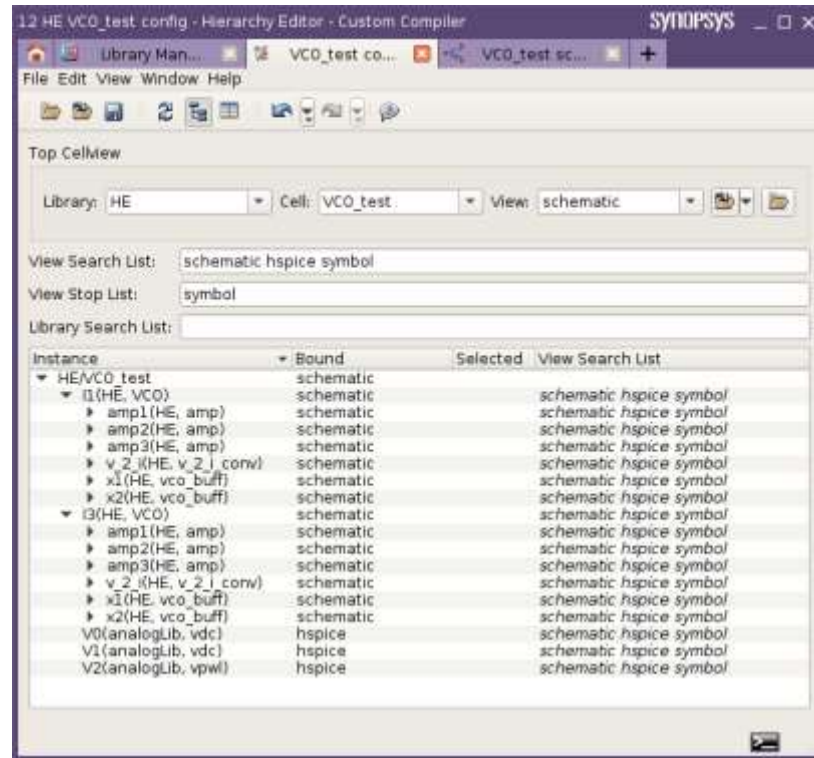 12 HE VCO_test config - Hierarchy Editor - Custom Compiler SYNOPSYS
Library Man... VCO_test co... VCO_test sc...
File Edit View Window Help
Top Cellview
Library: HE Cell: VCO_test View: schematic
View Search List: schematic hspice symbol
View Stop List: symbol
Library Search List:
Instance Bound Selected View Search List
HE/VCO_test schematic
I1(HE, VCO) schematic schematic hspice symbol
amp1(HE, amp) schematic schematic hspice symbol
amp2(HE, amp) schematic schematic hspice symbol
amp3(HE, amp) schematic schematic hspice symbol
v_2_i(HE, v_2_i_conv) schematic schematic hspice symbol
x1(HE, vco_buff) schematic schematic hspice symbol
x2(HE, vco_buff) schematic schematic hspice symbol
I3(HE, VCO) schematic schematic hspice symbol
amp1(HE, amp) schematic schematic hspice symbol
amp2(HE, amp) schematic schematic hspice symbol
amp3(HE, amp) schematic schematic hspice symbol
v_2_i(HE, v_2_i_conv) schematic schematic hspice symbol
x1(HE, vco_buff) schematic schematic hspice symbol
x2(HE, vco_buff) schematic schematic hspice symbol
V0(analogLib, vdc) hspice schematic hspice symbol
V1(analogLib, vdc) hspice schematic hspice symbol
V2(analogLib, vpwl) hspice schematic hspice symbol